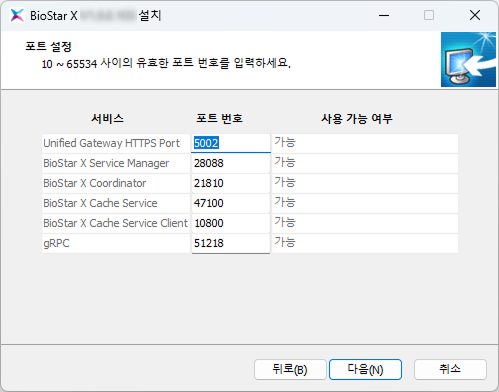 BioStar X 설치
포트 설정
10 ~ 65534 사이의 유효한 포트 번호를 입력하세요.
서비스 포트 번호 사용 가능 여부
Unified Gateway HTTPS Port 5002 가능
BioStar X Service Manager 28088 가능
BioStar X Coordinator 21810 가능
BioStar X Cache Service 47100 가능
BioStar X Cache Service Client 10800 가능
gRPC 51218 가능
뒤로(B) 다음(N) 취소